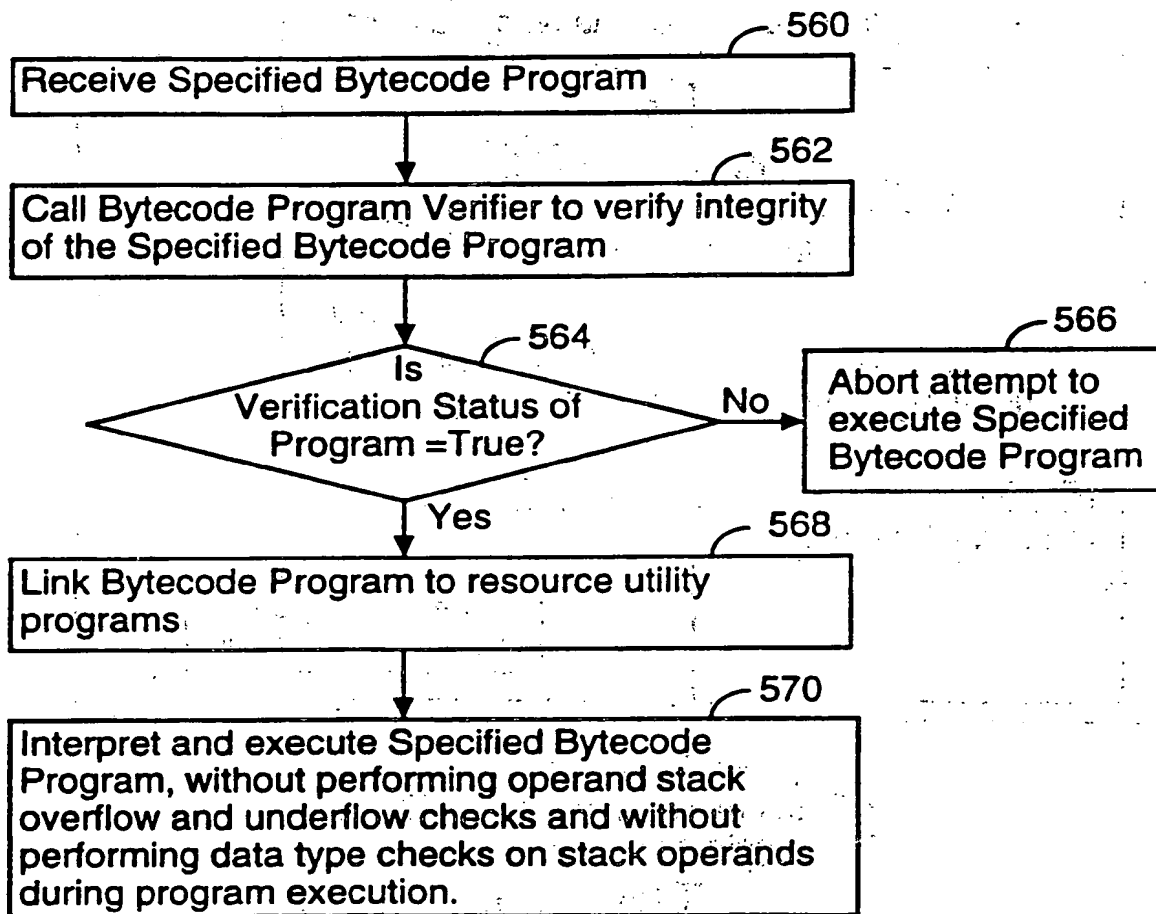 560
Receive Specified Bytecode Program
562
Call Bytecode Program Verifier to verify integrity
of the Specified Bytecode Program
564
Is
Verification Status of
Program =True?
No
566
Abort attempt to
execute Specified
Bytecode Program
Yes
568
Link Bytecode Program to resource utility
programs
570
Interpret and execute Specified Bytecode
Program, without performing operand stack
overflow and underflow checks and without
performing data type checks on stack operands
during program execution.